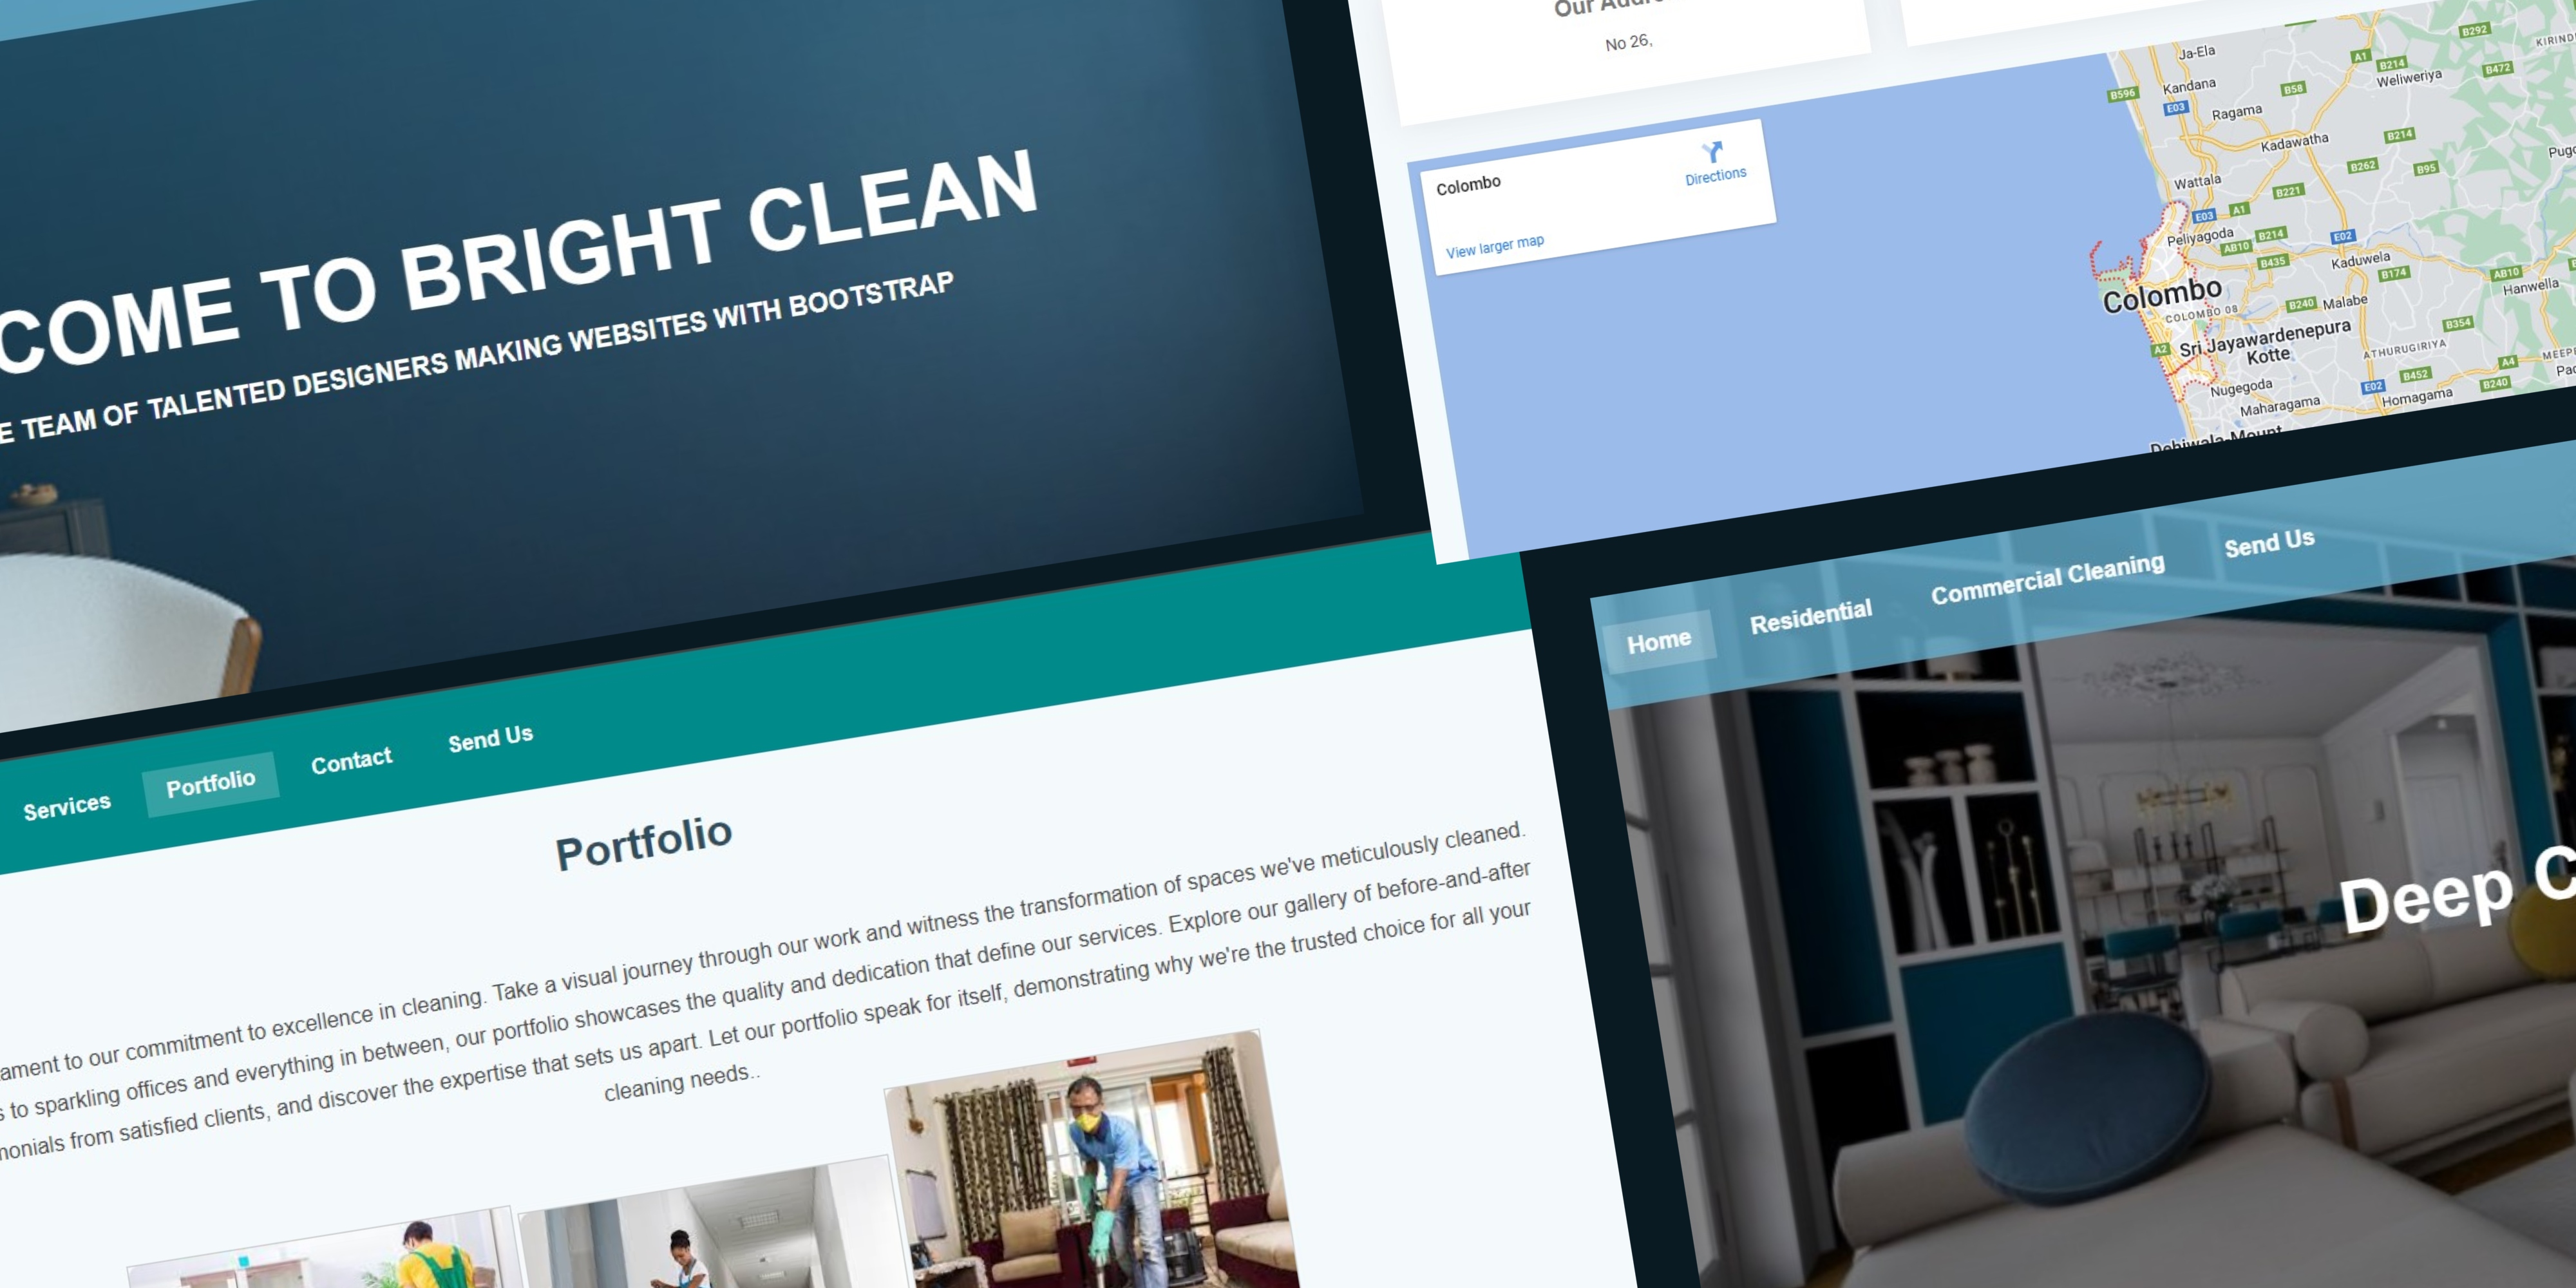 COME TO BRIGHT CLEAN
E TEAM OF TALENTED DESIGNERS MAKING WEBSITES WITH BOOTSTRAP
Our
No 26,
Colombo
Directions
View larger map
Ja-Ela
Kandana
Ragama
Weliweriya
Kadawatha
Wattala
Peliyagoda
Kaduwela
Hanwella
Colombo
COLOMBO 08
Malabe
Sri Jayawardenepura
Kotte
ATHURUGIRIYA
Nugegoda
Maharagama
Homagama
Dehiwala-Mount
B596
E03
B58
A1
B214
B292
B472
B214
B262
B95
B221
E03
A1
B214
AB10
B435
E02
B174
AB10
B240
B354
A2
A4
E02
B452
B240
Services
Portfolio
Contact
Send Us
Portfolio
ament to our commitment to excellence in cleaning. Take a visual journey through our work and witness the transformation of spaces we've meticulously cleaned.
s to sparkling offices and everything in between, our portfolio showcases the quality and dedication that define our services. Explore our gallery of before-and-after
monials from satisfied clients, and discover the expertise that sets us apart. Let our portfolio speak for itself, demonstrating why we're the trusted choice for all your
cleaning needs..
Home
Residential
Commercial Cleaning
Send Us
Deep C